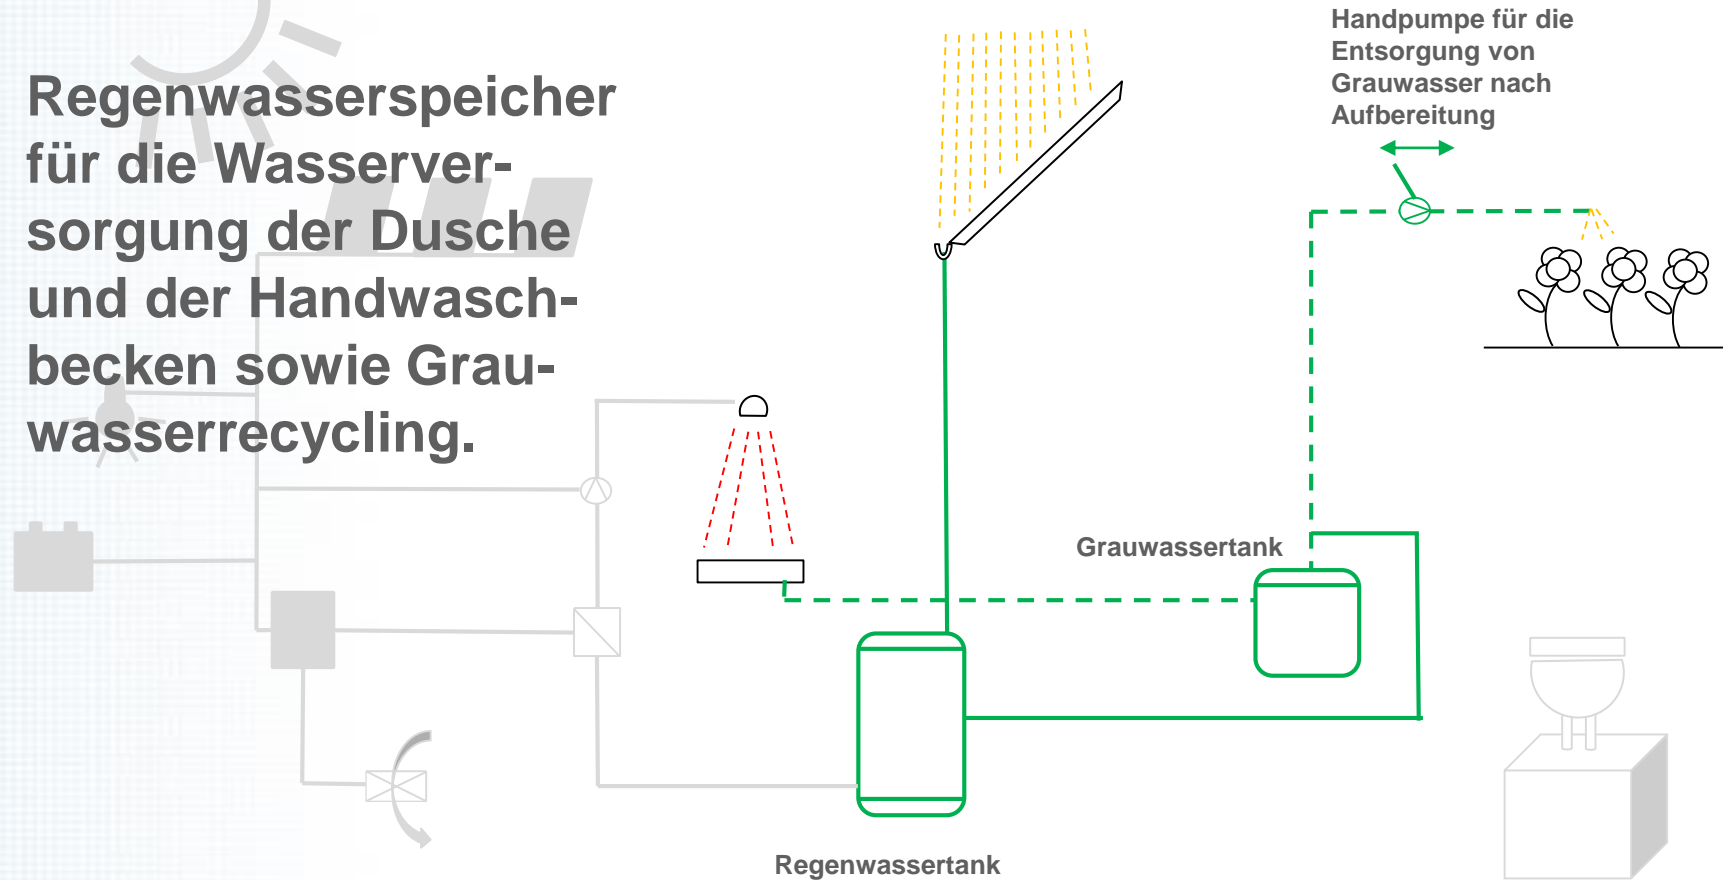 Regenwasserspeicher
für die Wasserver-
sorgung der Dusche
und der Handwasch-
becken sowie Grau-
wasserrecycling.
Handpumpe für die
Entsorgung von
Grauwasser nach
Aufbereitung
Grauwassertank
Regenwassertank